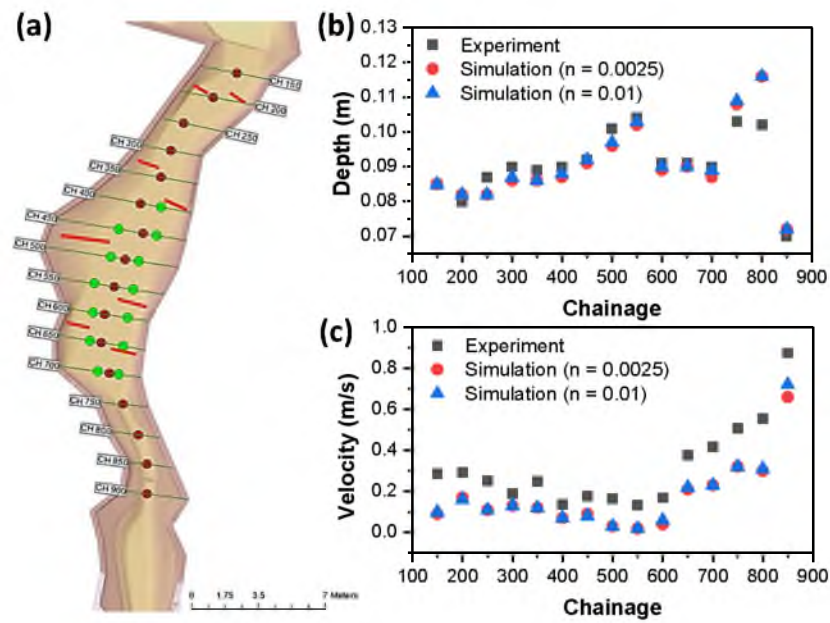 (a)
CH 150
CH 200
CH 250
CH 300
CH 350
CH 400
CH 450
CH 500
CH 550
CH 600
CH 650
CH 700
CH 750
CH 800
CH 850
CH 900
0 1.75 3.5 7 Meters
(b)
0.13
0.12
0.11
0.10
0.09
0.08
0.07
Depth (m)
Experiment
Simulation (n = 0.0025)
Simulation (n = 0.01)
100 200 300 400 500 600 700 800 900
Chainage
(c)
1.0
0.8
0.6
0.4
0.2
0.0
Velocity (m/s)
Experiment
Simulation (n = 0.0025)
Simulation (n = 0.01)
100 200 300 400 500 600 700 800 900
Chainage